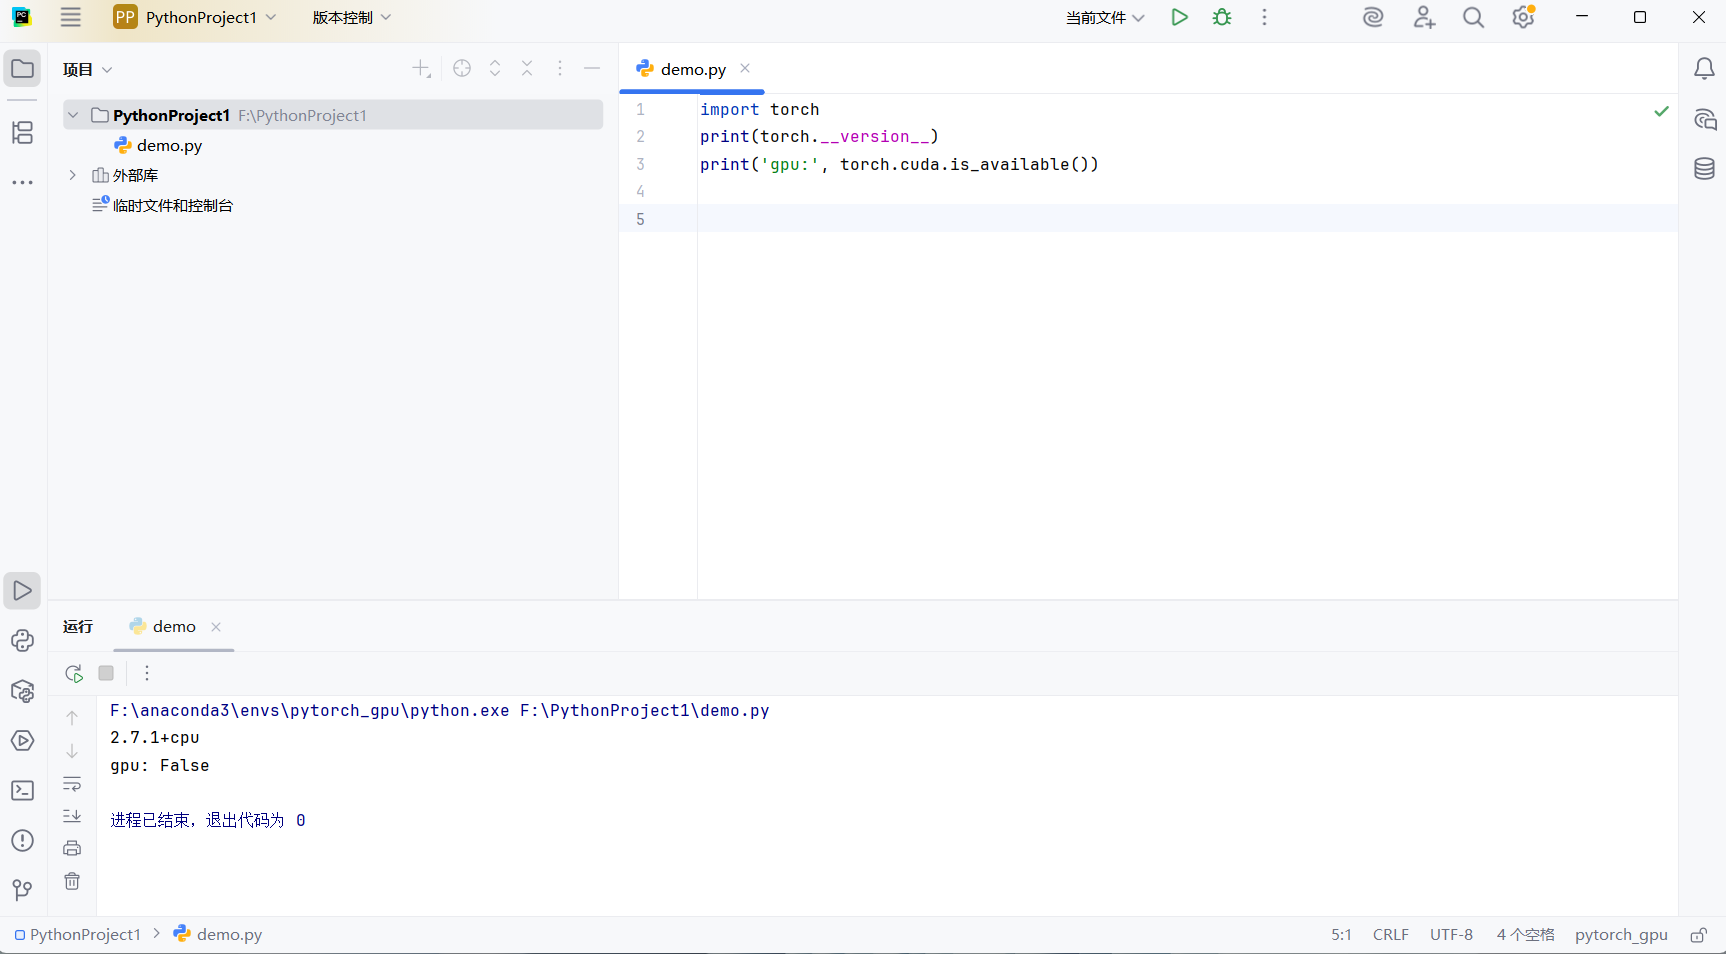 PC
PP PythonProject1 版本控制 当前文件
项目
demo.py
PythonProject1 F:\PythonProject1
demo.py
外部库
临时文件和控制台
1 import torch
2 print(torch.__version__)
3 print('gpu:', torch.cuda.is_available())
4
5
运行 demo
F:\anaconda3\envs\pytorch_gpu\python.exe F:\PythonProject1\demo.py
2.7.1+cpu
gpu: False
进程已结束，退出代码为 0
PythonProject1 > demo.py 5:1 CRLF UTF-8 4 个空格 pytorch_gpu